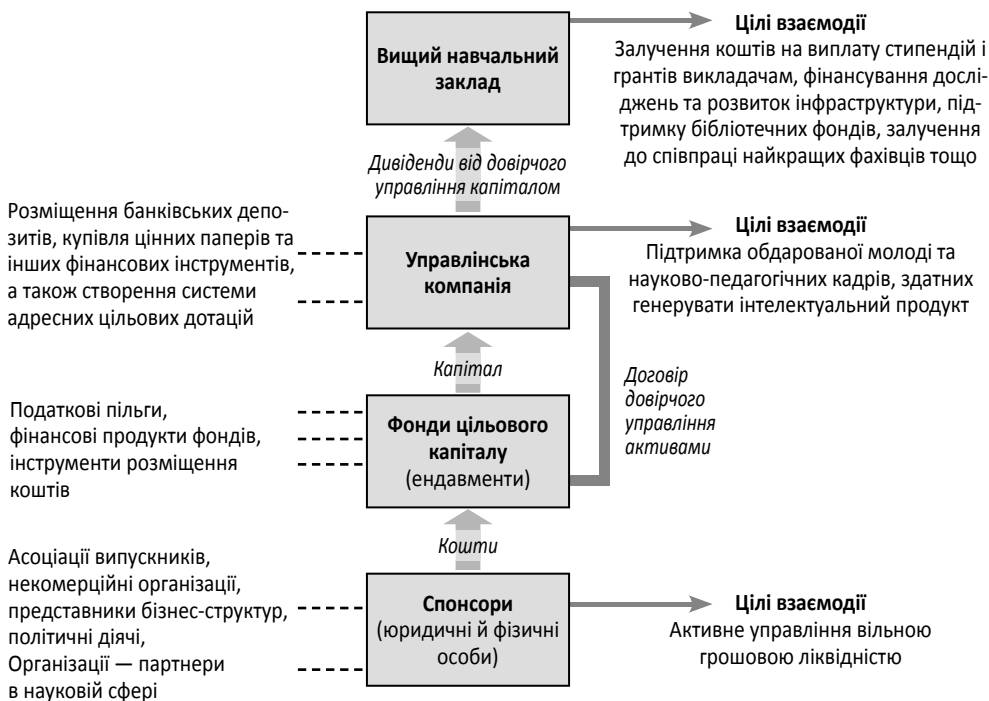 Вищий навчальний
заклад
Цілі взаємодії
Залучення коштів на виплату стипендій і
грантів викладачам, фінансування дослі-
джень та розвиток інфраструктури, під-
тримку бібліотечних фондів, залучення
до співпраці найкращих фахівців тощо
Дивіденди від довірчого
управління капіталом
Розміщення банківських депо-
зитів, купівля цінних паперів та
інших фінансових інструментів,
а також створення системи
адресних цільових дотацій
Управлінська
компанія
Цілі взаємодії
Підтримка обдарованої молоді та
науково-педагогічних кадрів, здатних
генерувати інтелектуальний продукт
Капітал
Договір
довірчого
управління
активами
Податкові пільги,
фінансові продукти фондів,
інструменти розміщення
коштів
Фонди цільового
капіталу
(ендавменти)
Кошти
Асоціації випускників,
некомерційні організації,
представники бізнес-структур,
політичні діячі,
Організації — партнери
в науковій сфері
Спонсори
(юридичні й фізичні
особи)
Цілі взаємодії
Активне управління вільною
грошовою ліквідністю